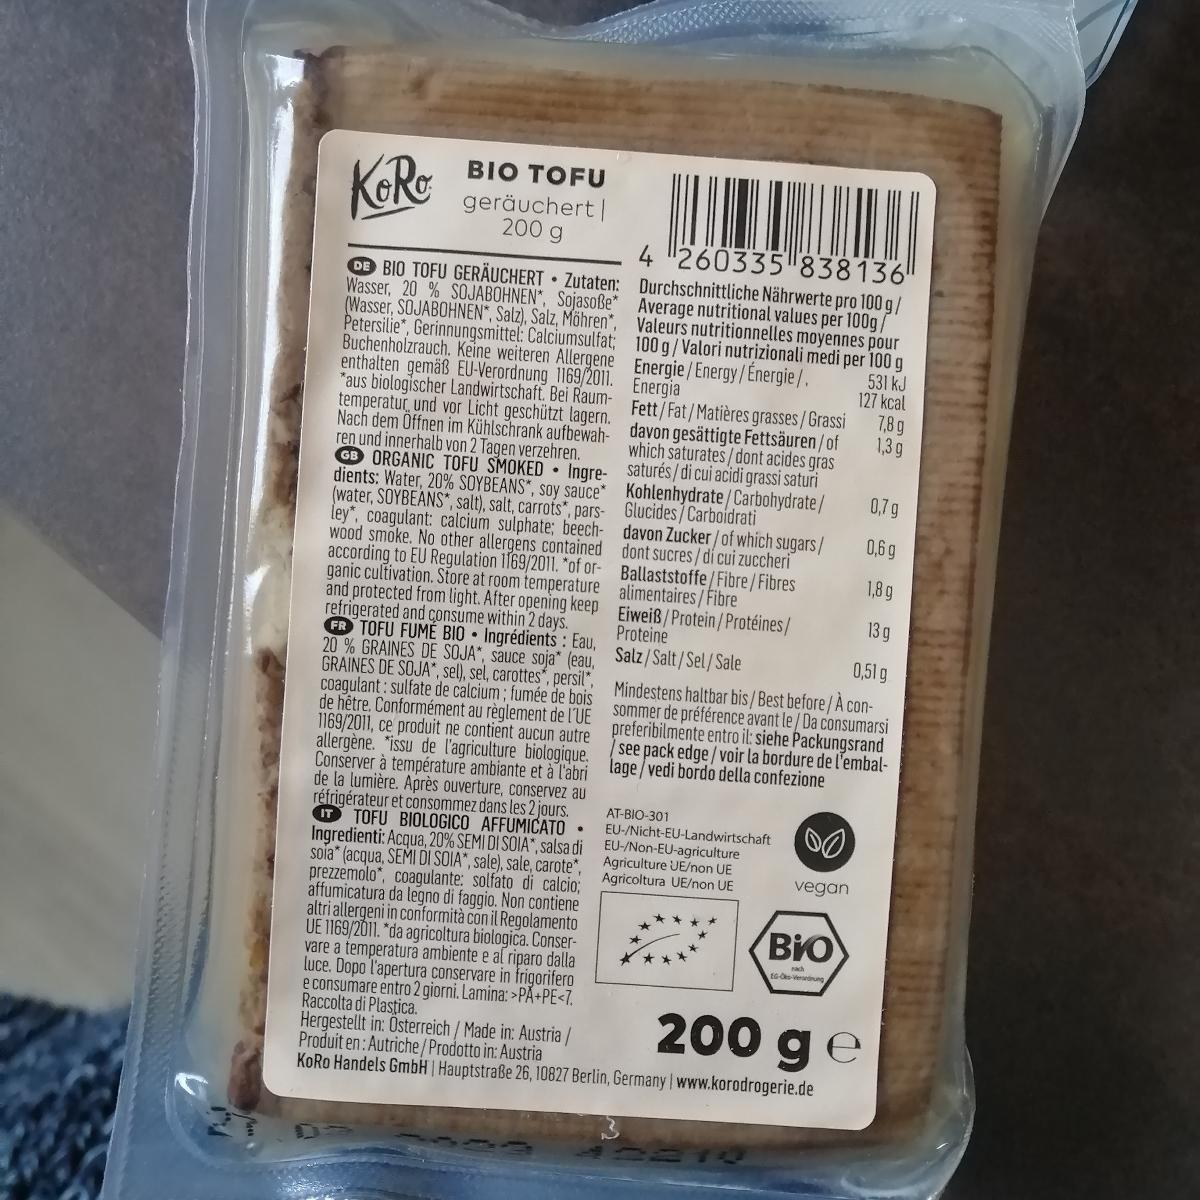 KoRo
BIO TOFU
geräuchert |
200 g
4 260335 838136
DE BIO TOFU GERÄUCHERT • Zutaten:
Wasser, 20 % SOJABOHNEN*, Sojasoße*
(Wasser, SOJABOHNEN*, Salz), Salz, Möhren*,
Petersilie*, Gerinnungsmittel: Calciumsulfat;
Buchenholzrauch. Keine weiteren Allergene
enthalten gemäß EU-Verordnung 1169/2011.
*aus biologischer Landwirtschaft. Bei Raum-
temperatur und vor Licht geschützt lagern.
Nach dem Öffnen im Kühlschrank aufbewah-
ren und innerhalb von 2 Tagen verzehren.
GB ORGANIC TOFU SMOKED • Ingre-
dients: Water, 20% SOYBEANS*, soy sauce*
(water, SOYBEANS*, salt), salt, carrots*, pars-
ley*, coagulant: calcium sulphate; beech-
wood smoke. No other allergens contained
according to EU Regulation 1169/2011. *of or-
ganic cultivation. Store at room temperature
and protected from light. After opening keep
refrigerated and consume within 2 days.
FR TOFU FUMÉ BIO • Ingrédients : Eau,
20 % GRAINES DE SOJA*, sauce soja* (eau,
GRAINES DE SOJA*, sel), sel, carottes*, persil*,
coagulant : sulfate de calcium ; fumée de bois
de hêtre. Conformément au règlement de l'UE
1169/2011, ce produit ne contient aucun autre
allergène. *issu de l'agriculture biologique.
Conserver à température ambiante et à l'abri
de la lumière. Après ouverture, conservez au
réfrigérateur et consommez dans les 2 jours.
IT TOFU BIOLOGICO AFFUMICATO •
Ingredienti: Acqua, 20% SEMI DI SOIA*, salsa di
soia* (acqua, SEMI DI SOIA*, sale), sale, carote*,
prezzemolo*, coagulante: solfato di calcio;
affumicatura da legno di faggio. Non contiene
altri allergeni in conformità con il Regolamento
UE 1169/2011. *da agricoltura biologica. Conser-
vare a temperatura ambiente e al riparo dalla
luce. Dopo l'apertura conservare in frigorifero
e consumare entro 2 giorni. Lamina: >PA+PE<7,
Raccolta di Plastica.
Hergestellt in: Österreich / Made in: Austria /
Produit en : Autriche / Prodotto in: Austria
KoRo Handels GmbH | Hauptstraße 26, 10827 Berlin, Germany | www.korodrogerie.de
Durchschnittliche Nährwerte pro 100 g /
Average nutritional values per 100g /
Valeurs nutritionnelles moyennes pour
100 g / Valori nutrizionali medi per 100 g
Energie / Energy / Énergie / 531 kJ
Energia 127 kcal
Fett / Fat / Matières grasses / Grassi 7,8 g
davon gesättigte Fettsäuren / of 1,3 g
which saturates / dont acides gras
saturés / di cui acidi grassi saturi
Kohlenhydrate / Carbohydrate / 0,7 g
Glucides / Carboidrati
davon Zucker / of which sugars / 0,6 g
dont sucres / di cui zuccheri
Ballaststoffe / Fibre / Fibres 1,8 g
alimentaires / Fibre
Eiweiß / Protein / Protéines / 13 g
Proteine
Salz / Salt / Sel / Sale 0,51 g
Mindestens haltbar bis / Best before / À con-
sommer de préférence avant le / Da consumarsi
preferibilmente entro il: siehe Packungsrand
/ see pack edge / voir la bordure de l'embal-
lage / vedi bordo della confezione
AT-BIO-301
EU-/Nicht-EU-Landwirtschaft
EU-/Non-EU-agriculture
Agriculture UE/non UE
Agricoltura UE/non UE
vegan
Bio
nach
EG-Öko-Verordnung
200 g e
3